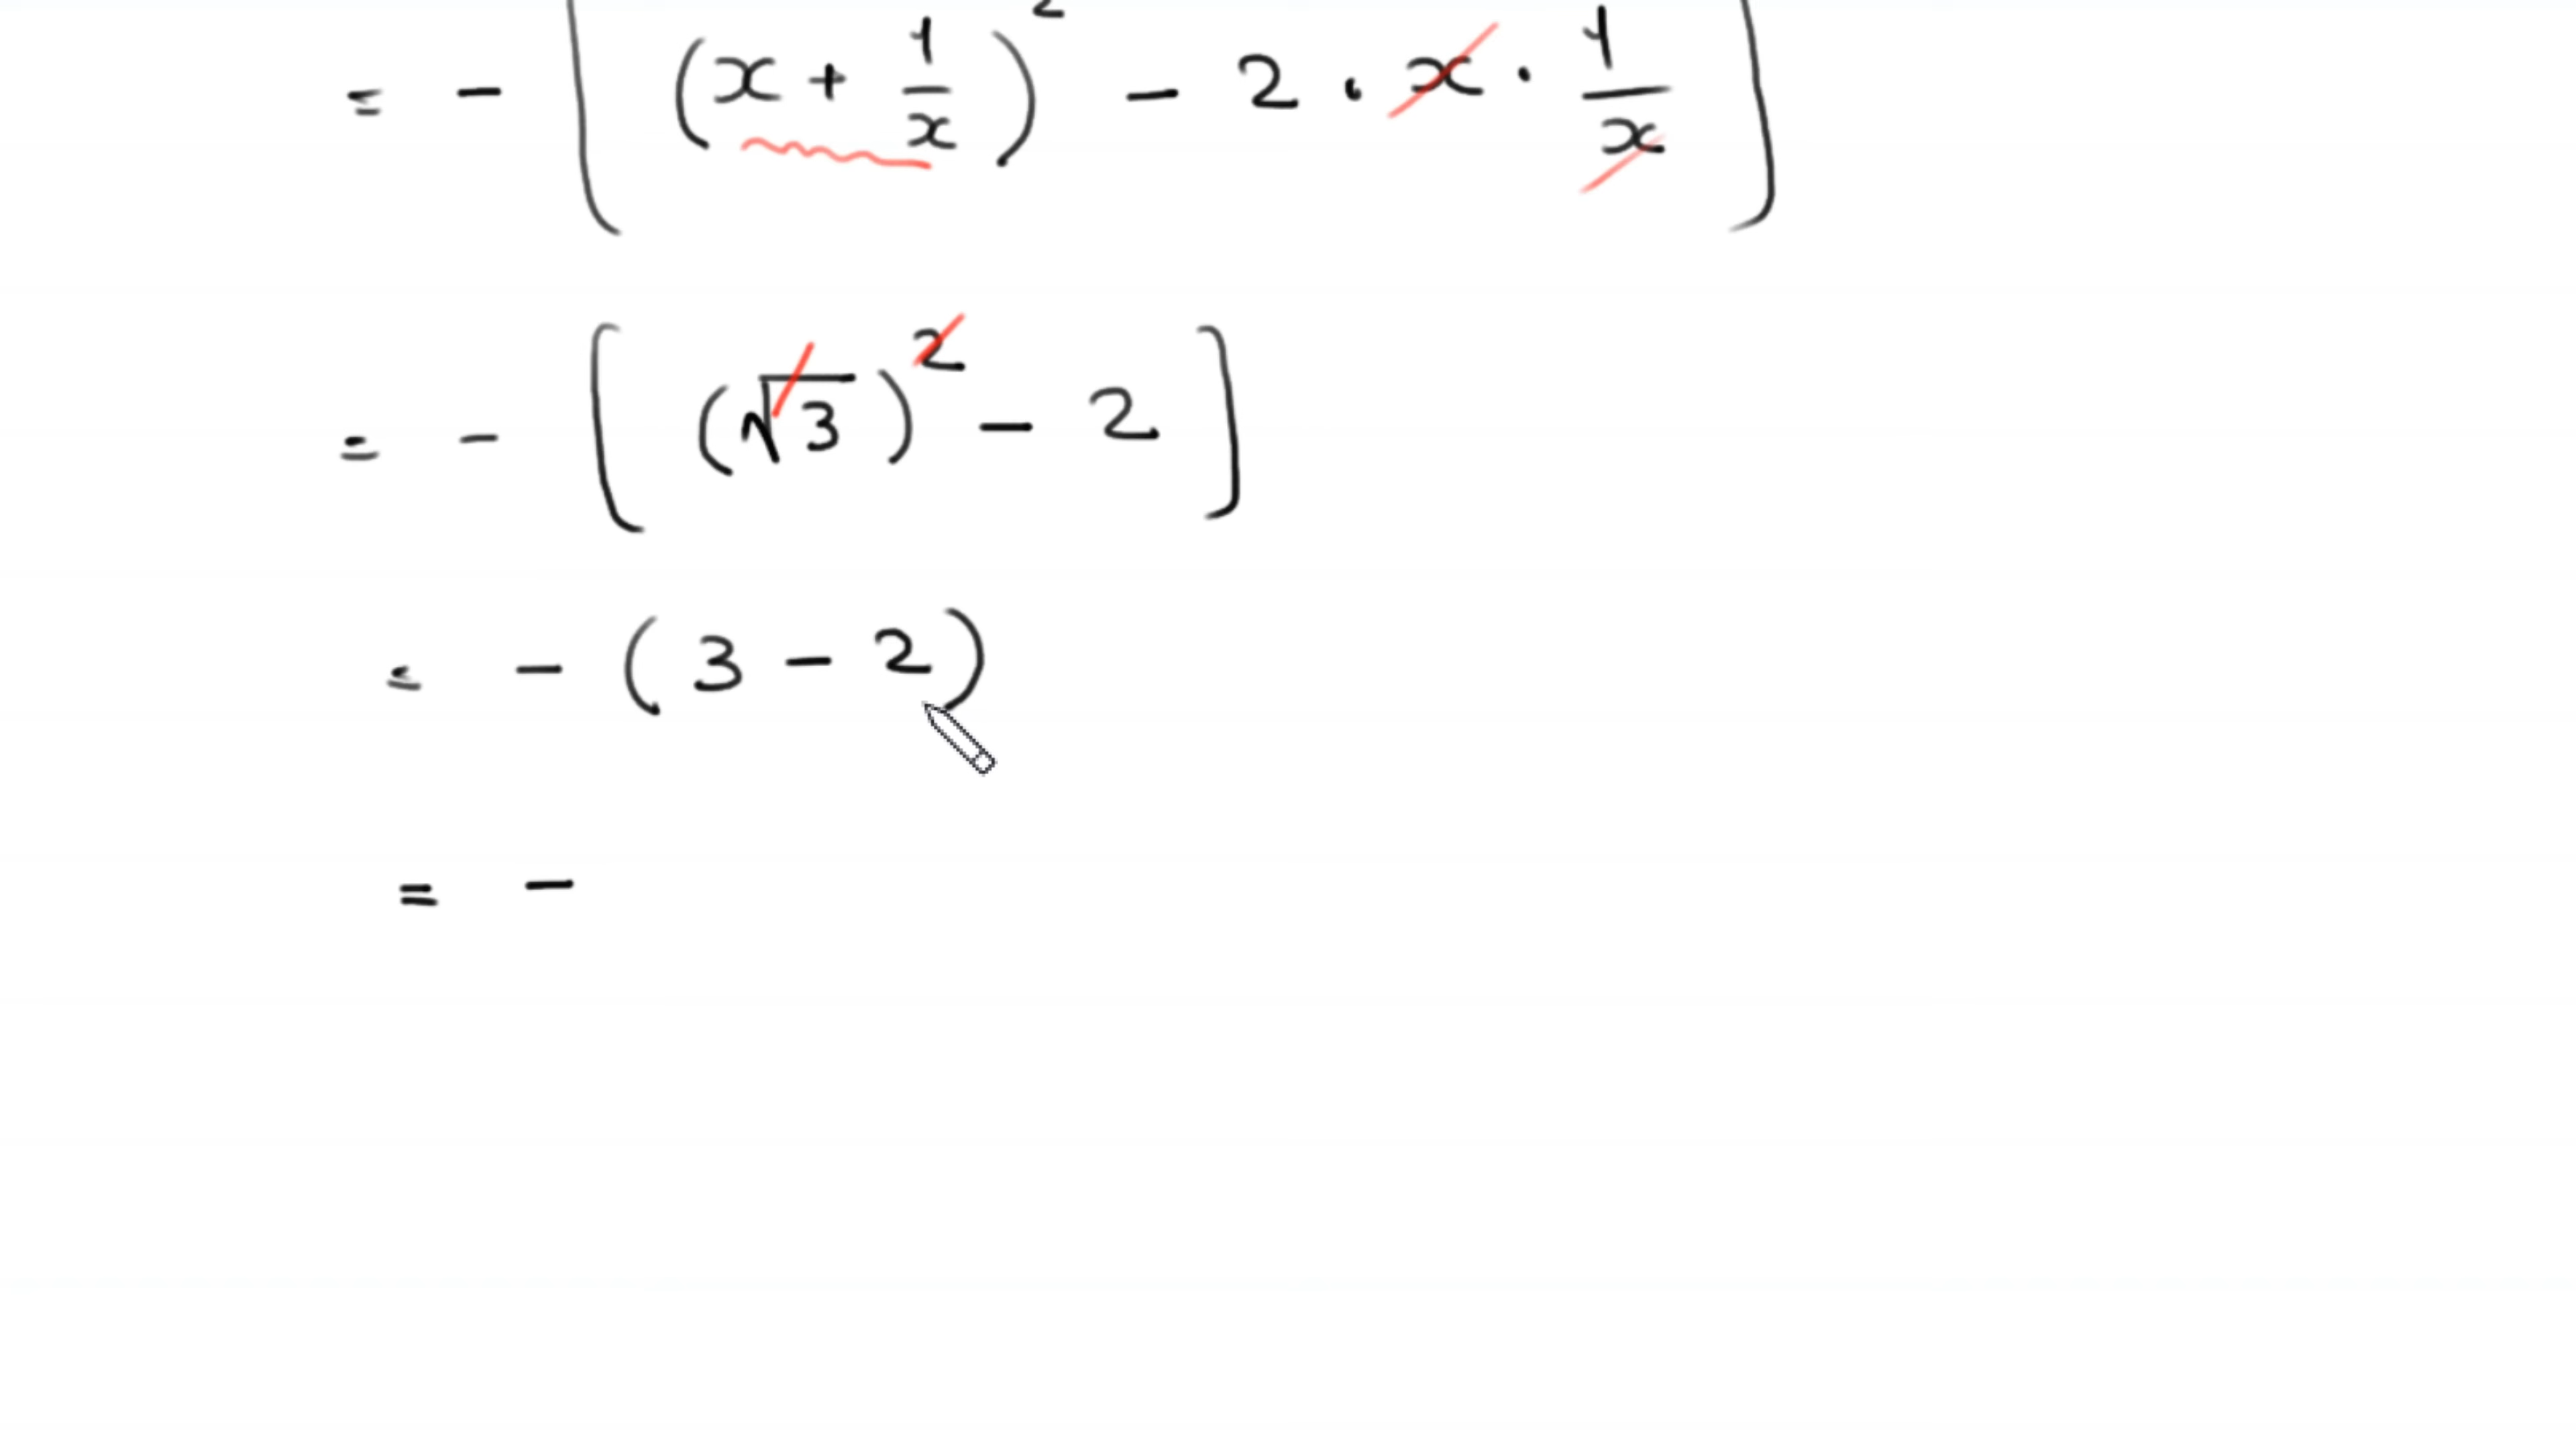 = - [ (x + 1/x)² - 2 · x · 1/x ]
= - [ (√3)² - 2 ]
= - (3 - 2)
= -